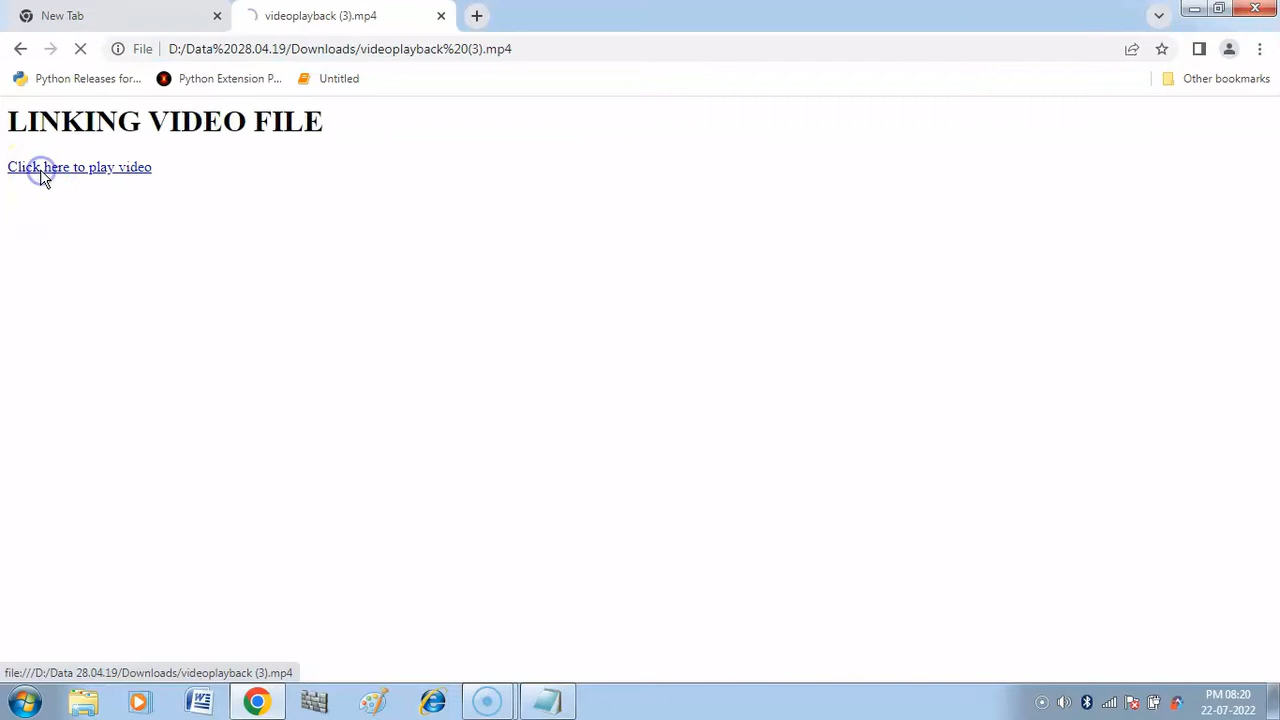 New Tab
videoplayback (3).mp4
File
D:/Data%2028.04.19/Downloads/videoplayback%20(3).mp4
Python Releases for...
Python Extension P...
Untitled
Other bookmarks
LINKING VIDEO FILE
Click here to play video
file:///D:/Data 28.04.19/Downloads/videoplayback (3).mp4
PM 08:20
22-07-2022